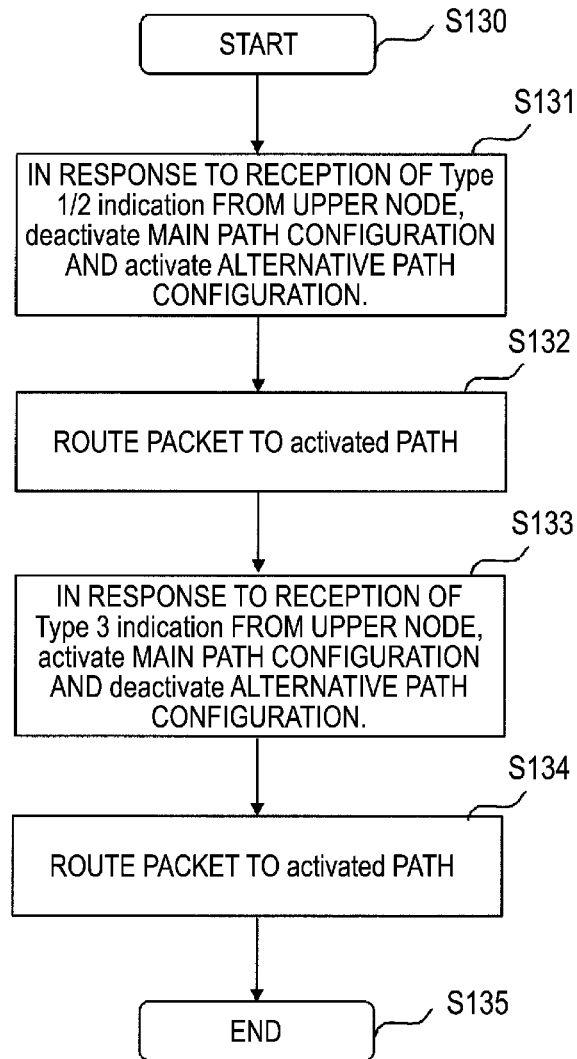 START
S130
S131
IN RESPONSE TO RECEPTION OF Type
1/2 indication FROM UPPER NODE,
deactivate MAIN PATH CONFIGURATION
AND activate ALTERNATIVE PATH
CONFIGURATION.
S132
ROUTE PACKET TO activated PATH
S133
IN RESPONSE TO RECEPTION OF
Type 3 indication FROM UPPER NODE,
activate MAIN PATH CONFIGURATION
AND deactivate ALTERNATIVE PATH
CONFIGURATION.
S134
ROUTE PACKET TO activated PATH
END
S135